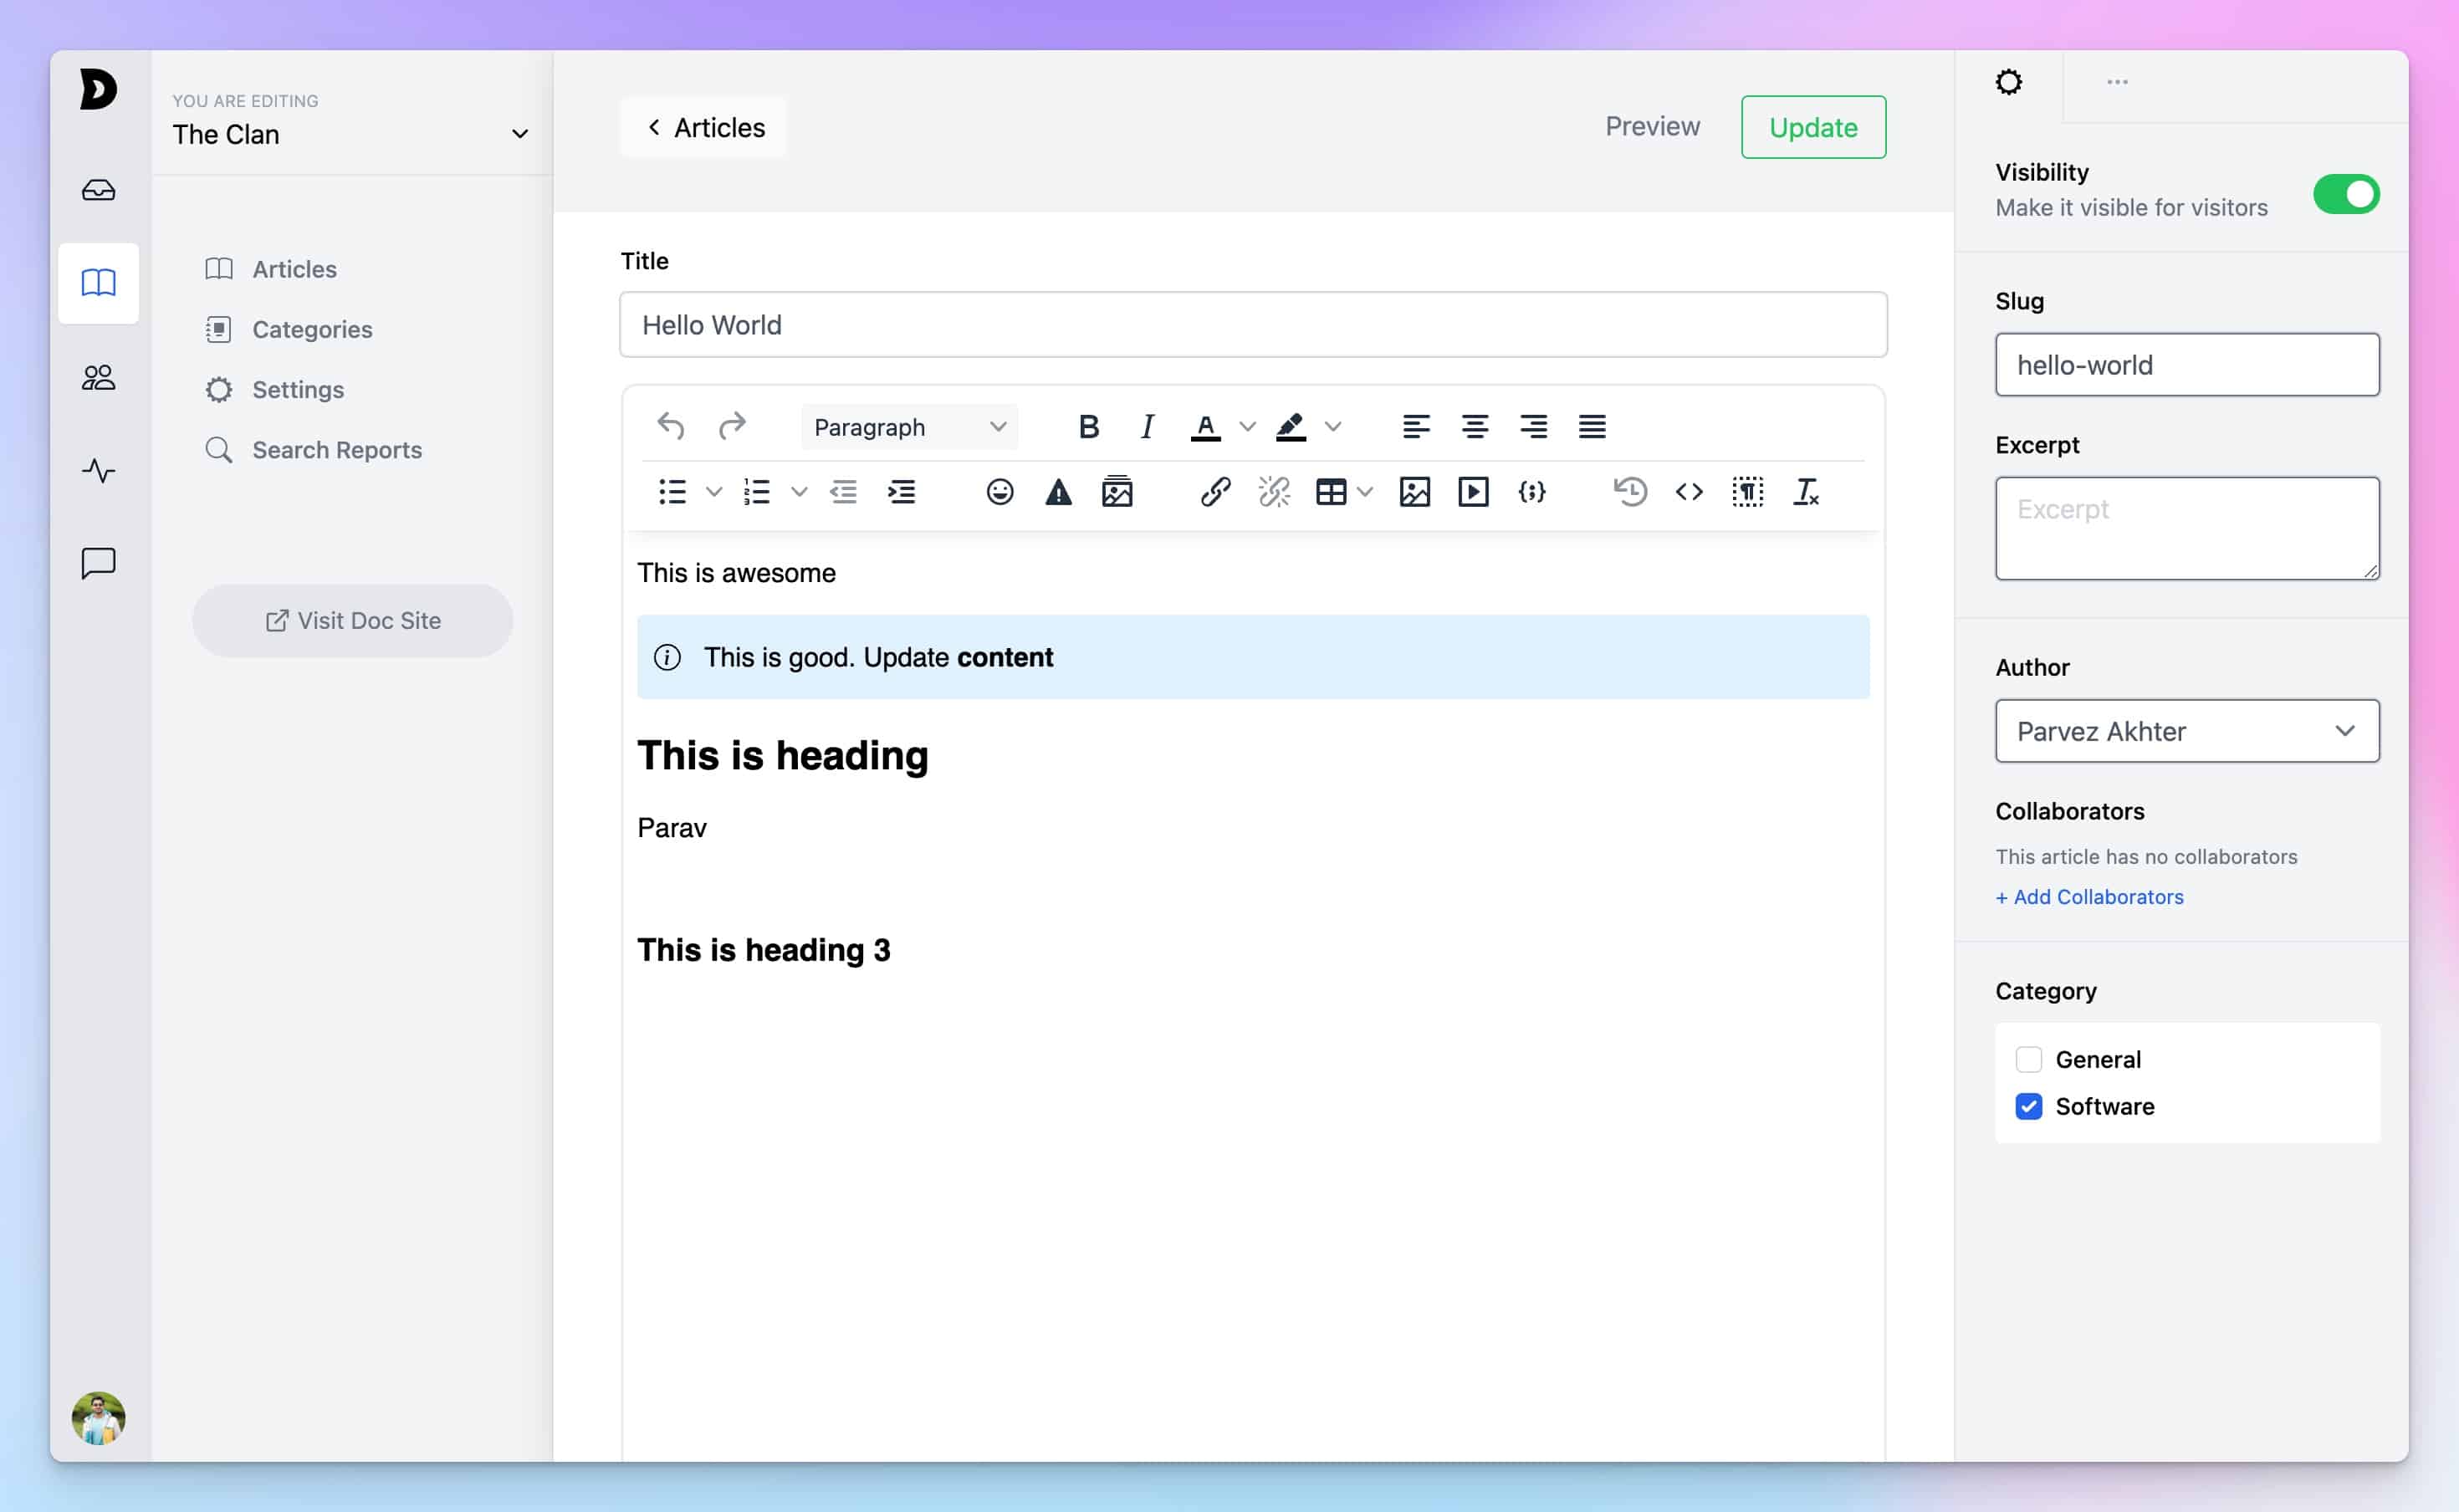 YOU ARE EDITING
The Clan
Articles
Categories
Settings
Search Reports
Visit Doc Site
Articles
Preview
Update
Title
Hello World
Paragraph
This is awesome
This is good. Update content
This is heading
Parav
This is heading 3
Visibility
Make it visible for visitors
Slug
hello-world
Excerpt
Excerpt
Author
Parvez Akhter
Collaborators
This article has no collaborators
+ Add Collaborators
Category
General
Software